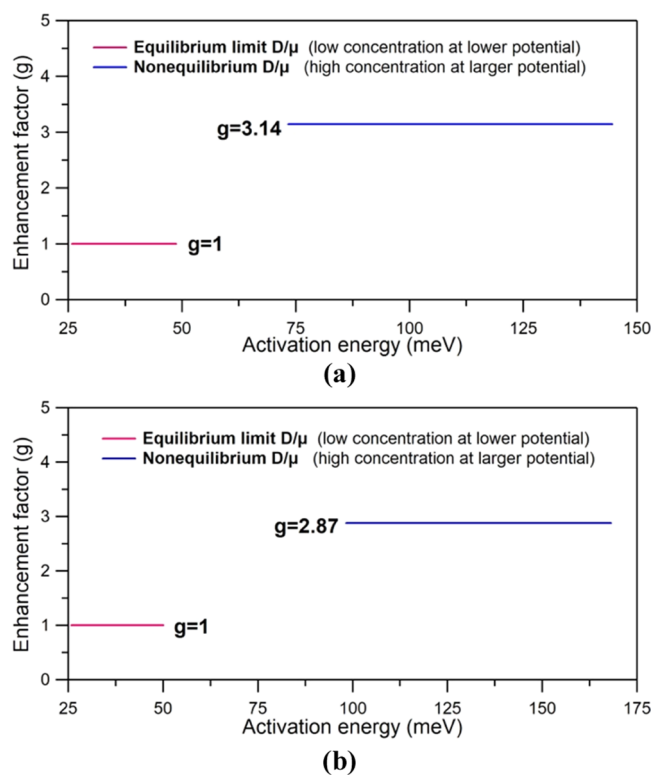 5
Equilibrium limit D/μ (low concentration at lower potential)
Nonequilibrium D/μ (high concentration at larger potential)
4
g=3.14
3
2
g=1
1
0
Enhancement factor (g)
25 50 75 100 125 150
Activation energy (meV)
(a)
5
Equilibrium limit D/μ (low concentration at lower potential)
Nonequilibrium D/μ (high concentration at larger potential)
4
3
g=2.87
2
1
g=1
0
Enhancement factor (g)
25 50 75 100 125 150 175
Activation energy (meV)
(b)